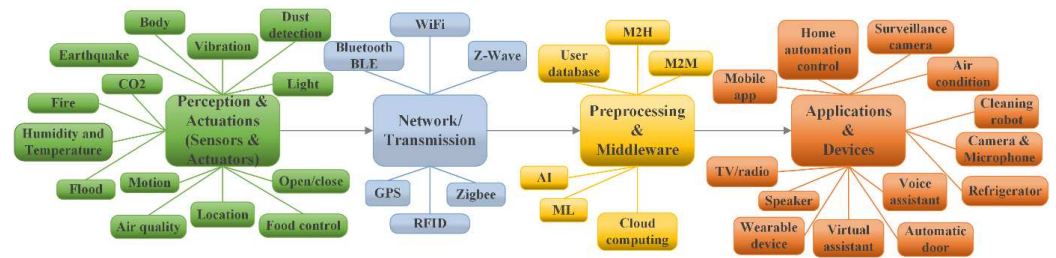 Body
Dust
detection
Earthquake
Vibration
CO2
Light
Fire
Perception &
Actuations
(Sensors &
Actuators)
Humidity and
Temperature
Flood
Motion
Open/close
Air quality
Location
Food control
WiFi
Bluetooth
BLE
Z-Wave
Network/
Transmission
GPS
Zigbee
RFID
M2H
User
database
M2M
Preprocessing
&
Middleware
AI
ML
Cloud
computing
Home
automation
control
Surveillance
camera
Mobile
app
Air
condition
Cleaning
robot
Applications
&
Devices
Camera &
Microphone
TV/radio
Voice
assistant
Refrigerator
Speaker
Wearable
device
Virtual
assistant
Automatic
door